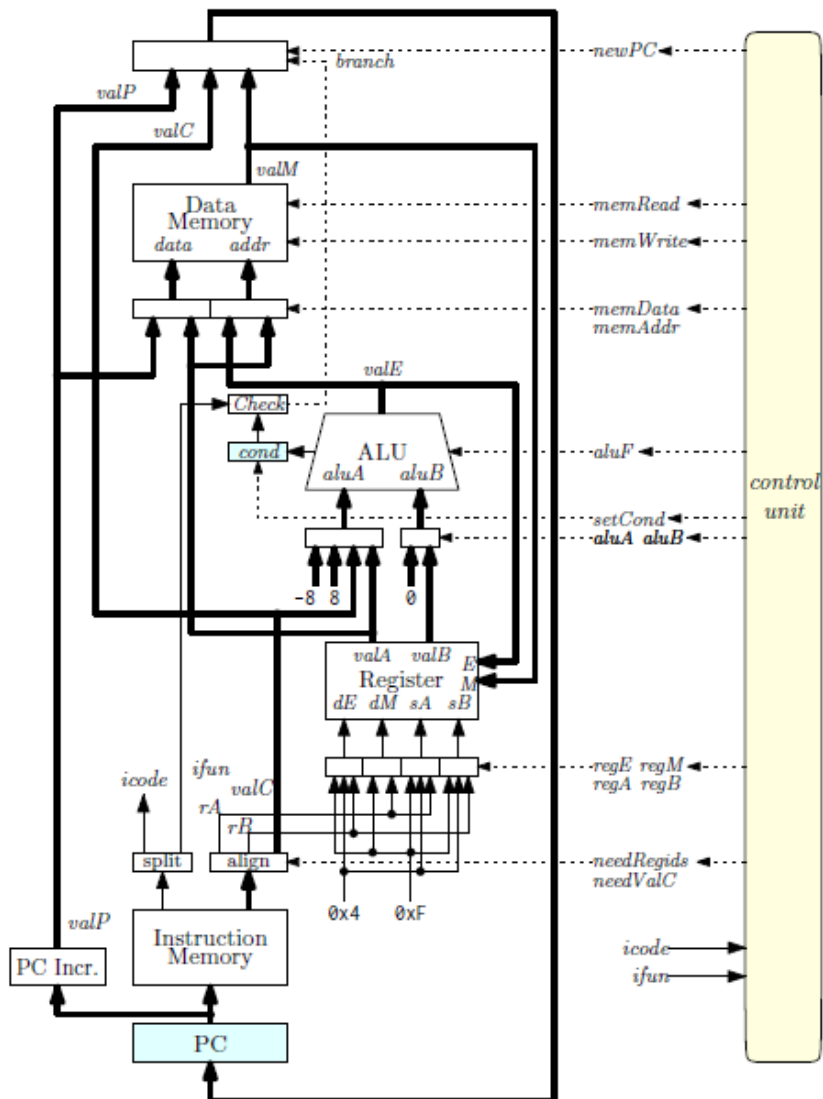 newPC
branch
valP
valC
valM
Data
Memory
data addr
memRead
memWrite
memData
memAddr
valE
Check
cond
ALU
aluA aluB
aluF
control
unit
setCond
aluA aluB
-8 8 0
valA valB
E
Register
M
dE dM sA sB
ifun
icode
valC
rA
rB
regE regM
regA regB
split
align
needRegids
needValC
0x4 0xF
valP
Instruction
Memory
PC Incr.
icode
ifun
PC